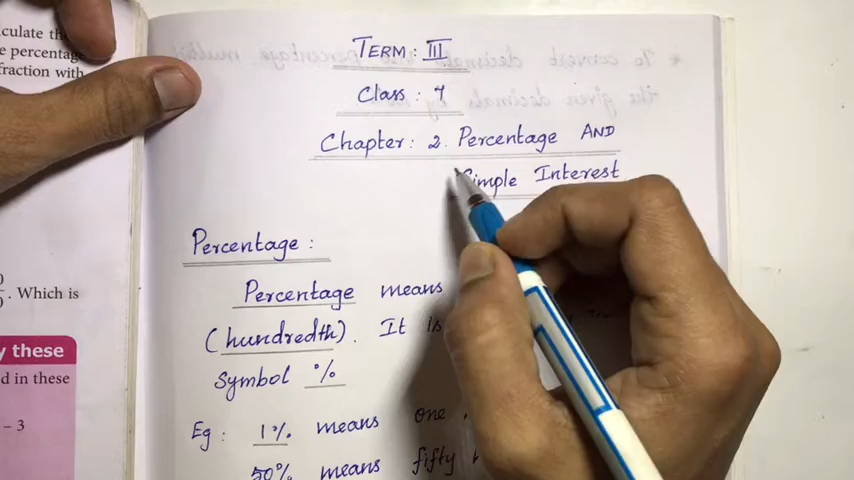 TERM: III
Class: 7
Chapter: 2. Percentage AND
Simple Interest
Percentage:
Percentage means
(hundredth). It is
symbol %
Eg: 1% means one
50% means fifty
culate th
e percentage
fraction with
. Which is
y these
d in these
– 3